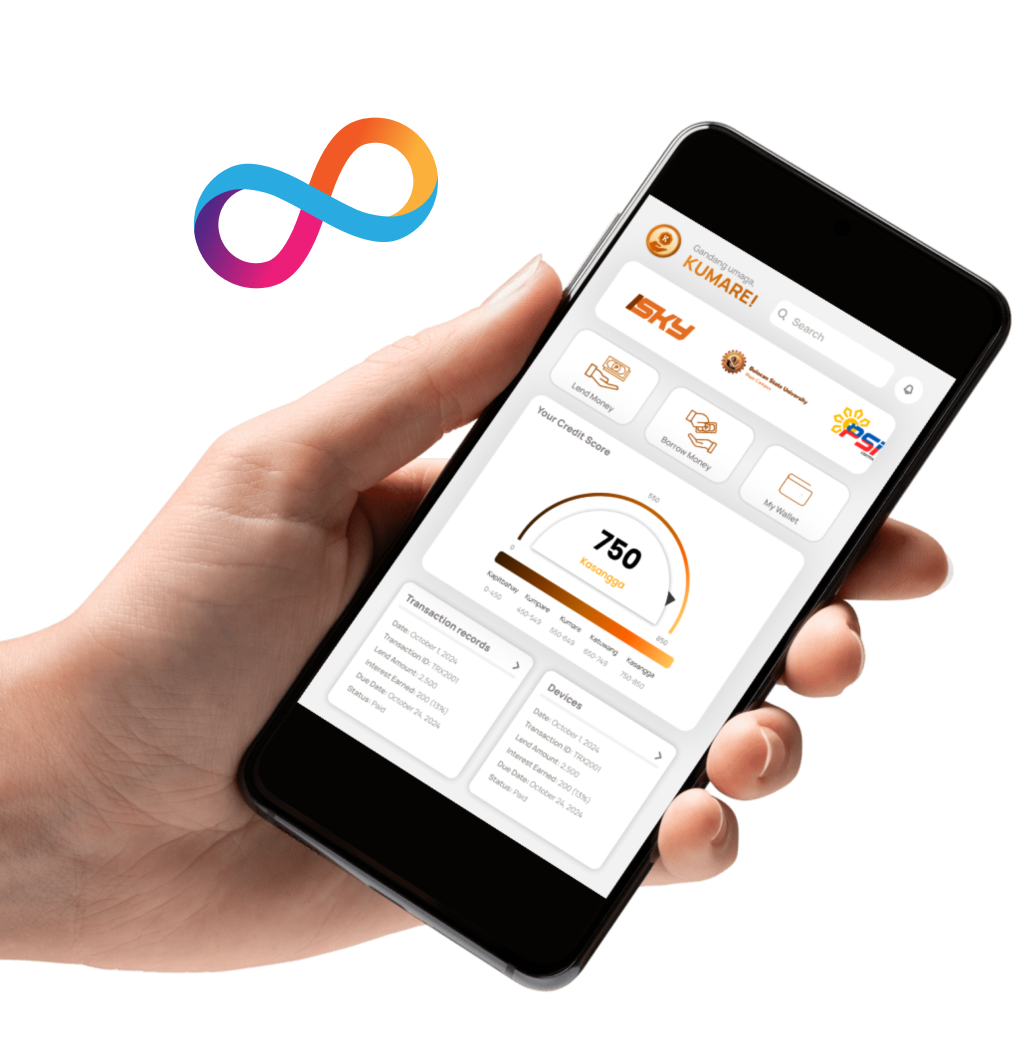 Gandang umaga,
KUMARE!
Search
ISKY
Bulacan State University
PSi
Lend Money
Borrow Money
My Wallet
Your Credit Score
550
750
Kasangga
0
850
Kapitbahay
0-450
Kumpare
450-549
Kumare
550-649
Katuwang
650-749
Kasangga
750-850
Transaction records
Date: October 1, 2024
Transaction ID: TRX2001
Lend Amount: 2,500
Interest Earned: 200 (13%)
Due Date: October 24, 2024
Status: Paid
Devices
Date: October 1, 2024
Transaction ID: TRX2001
Lend Amount: 2,500
Interest Earned: 200 (13%)
Due Date: October 24, 2024
Status: Paid